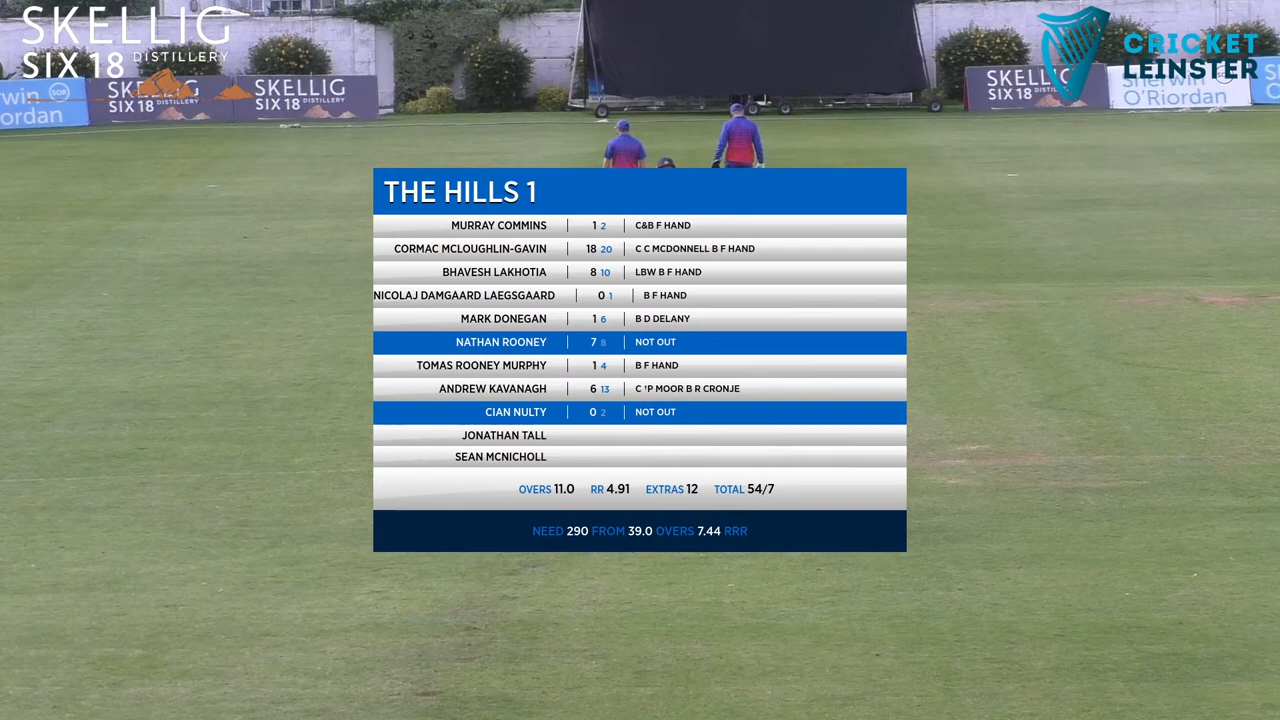 SKELLIG
SIX 18 DISTILLERY
CRICKET
LEINSTER
SKELLIG
SIX 18 DISTILLERY
SKELLIG
SIX 18 DISTILLERY
SKELLIG
SIX 18
Sherwin
O'Riordan
THE HILLS 1
MURRAY COMMINS 1 2 C&B F HAND
CORMAC MCLOUGHLIN-GAVIN 18 20 C C MCDONNELL B F HAND
BHAVESH LAKHOTIA 8 10 LBW B F HAND
NICOLAJ DAMGAARD LAEGSGAARD 0 1 B F HAND
MARK DONEGAN 1 6 B D DELANY
NATHAN ROONEY 7 8 NOT OUT
TOMAS ROONEY MURPHY 1 4 B F HAND
ANDREW KAVANAGH 6 13 C †P MOOR B R CRONJE
CIAN NULTY 0 2 NOT OUT
JONATHAN TALL
SEAN MCNICHOLL
OVERS 11.0 RR 4.91 EXTRAS 12 TOTAL 54/7
NEED 290 FROM 39.0 OVERS 7.44 RRR